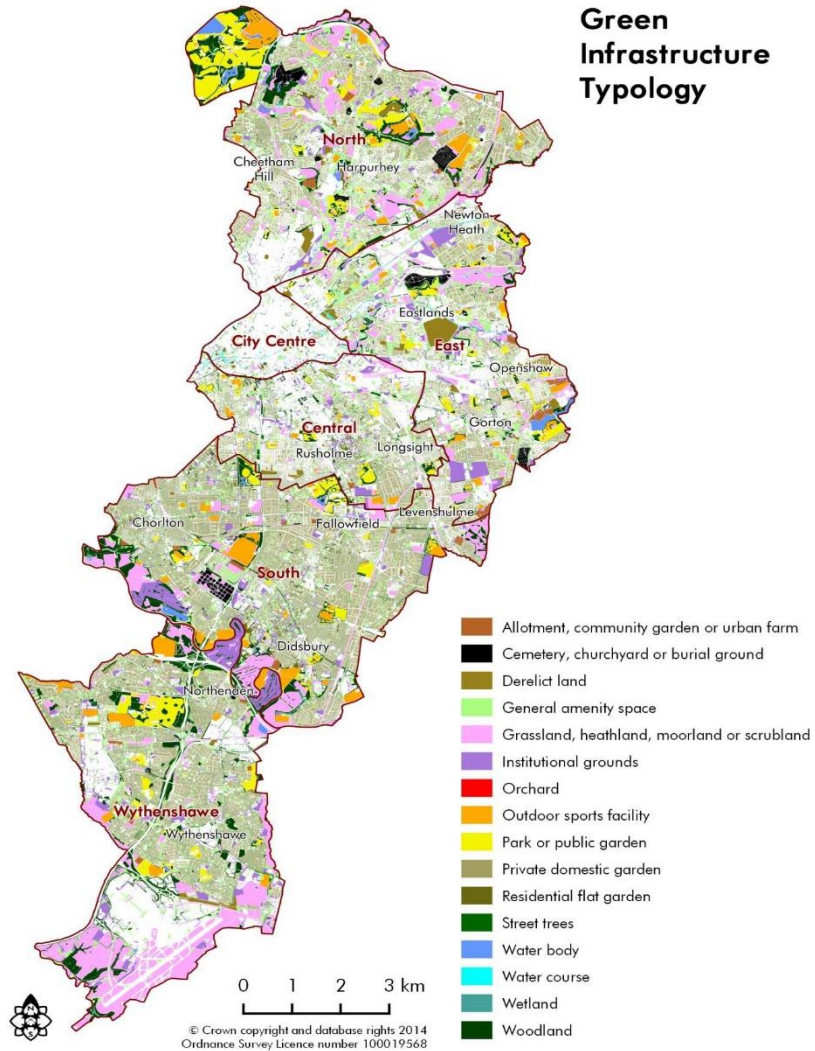 Green
Infrastructure
Typology
North
Cheetham
Hill
Harpurhey
Newton
Heath
Eastlands
City Centre
East
Openshaw
Central
Gorton
Rusholme
Longsight
Levenshulme
Chorlton
Fallowfield
South
Didsbury
Northenden
Wythenshawe
Wythenshawe
Allotment, community garden or urban farm
Cemetery, churchyard or burial ground
Derelict land
General amenity space
Grassland, heathland, moorland or scrubland
Institutional grounds
Orchard
Outdoor sports facility
Park or public garden
Private domestic garden
Residential flat garden
Street trees
Water body
Water course
Wetland
Woodland
0 1 2 3 km
N
S
© Crown copyright and database rights 2014
Ordnance Survey Licence number 100019568